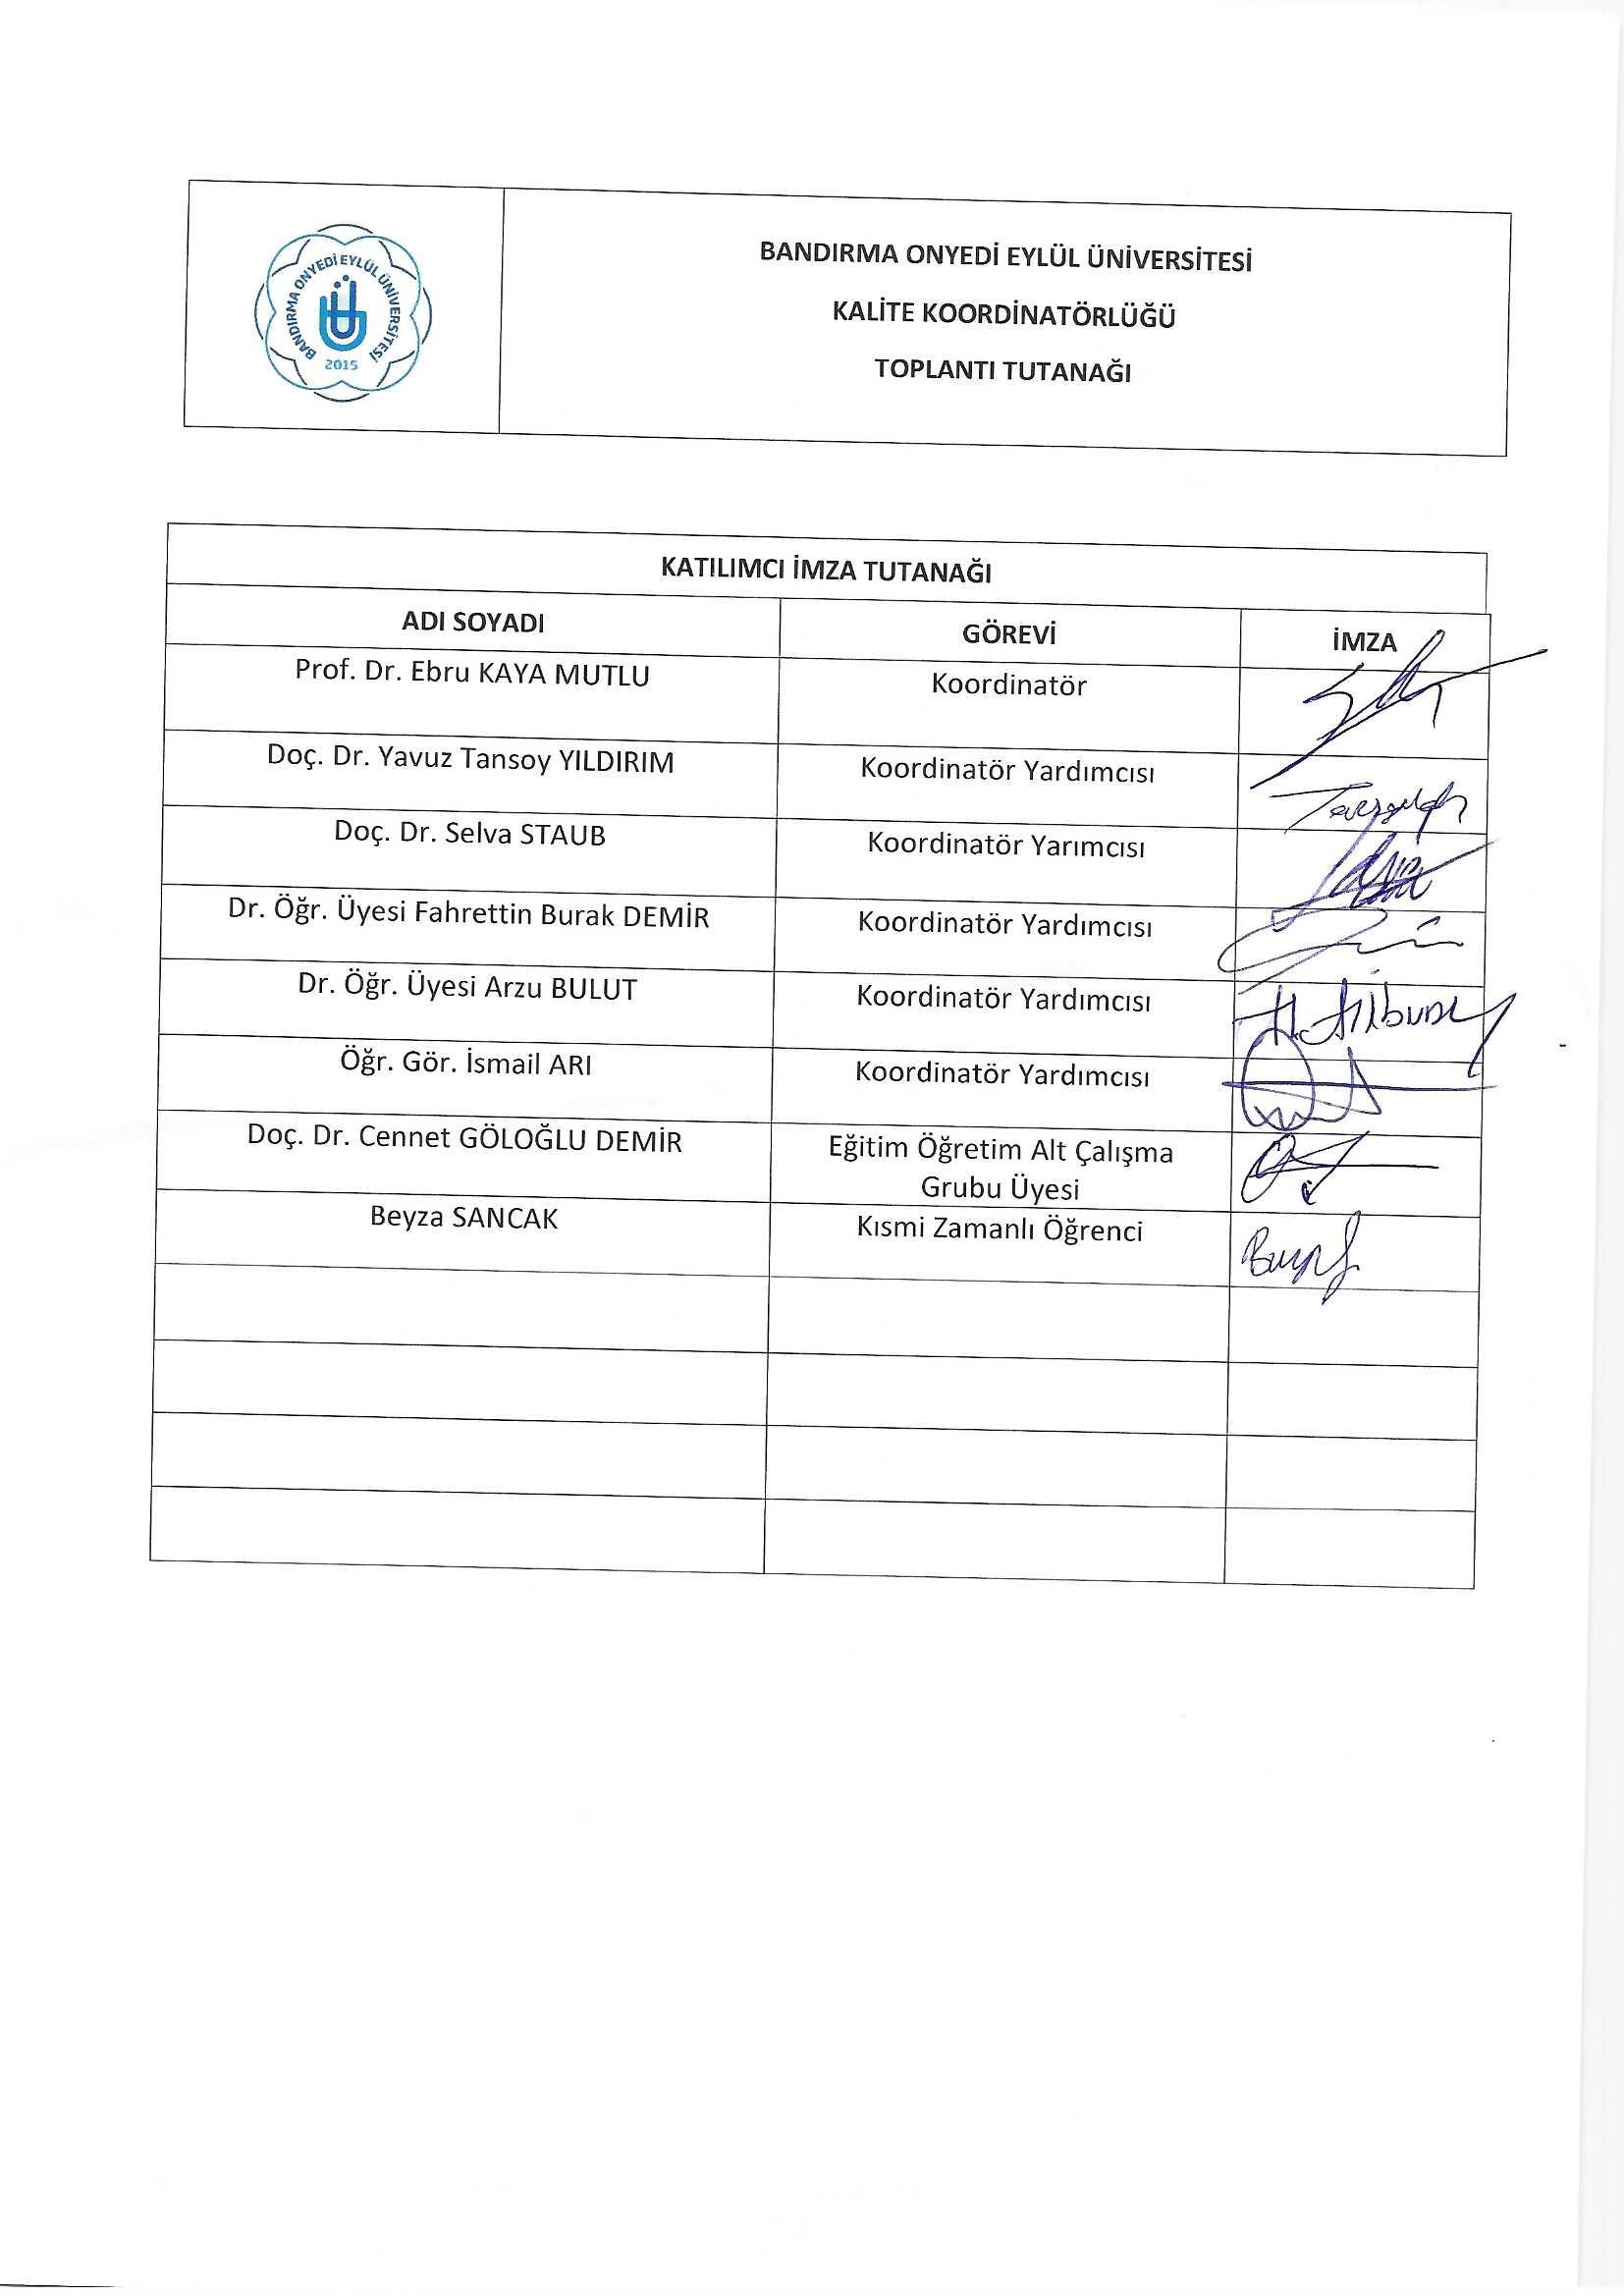 BANDIRMA ONYEDİ EYLÜL ÜNİVERSİTESİ
2015
BANDIRMA ONYEDİ EYLÜL ÜNİVERSİTESİ
KALİTE KOORDİNATÖRLÜĞÜ
TOPLANTI TUTANAĞI
KATILIMCI İMZA TUTANAĞI
ADI SOYADI GÖREVİ İMZA
Prof. Dr. Ebru KAYA MUTLU Koordinatör
Doç. Dr. Yavuz Tansoy YILDIRIM Koordinatör Yardımcısı
Doç. Dr. Selva STAUB Koordinatör Yarımcısı
Dr. Öğr. Üyesi Fahrettin Burak DEMİR Koordinatör Yardımcısı
Dr. Öğr. Üyesi Arzu BULUT Koordinatör Yardımcısı
Öğr. Gör. İsmail ARI Koordinatör Yardımcısı
Doç. Dr. Cennet GÖLOĞLU DEMİR Eğitim Öğretim Alt Çalışma
Grubu Üyesi
Beyza SANCAK Kısmi Zamanlı Öğrenci